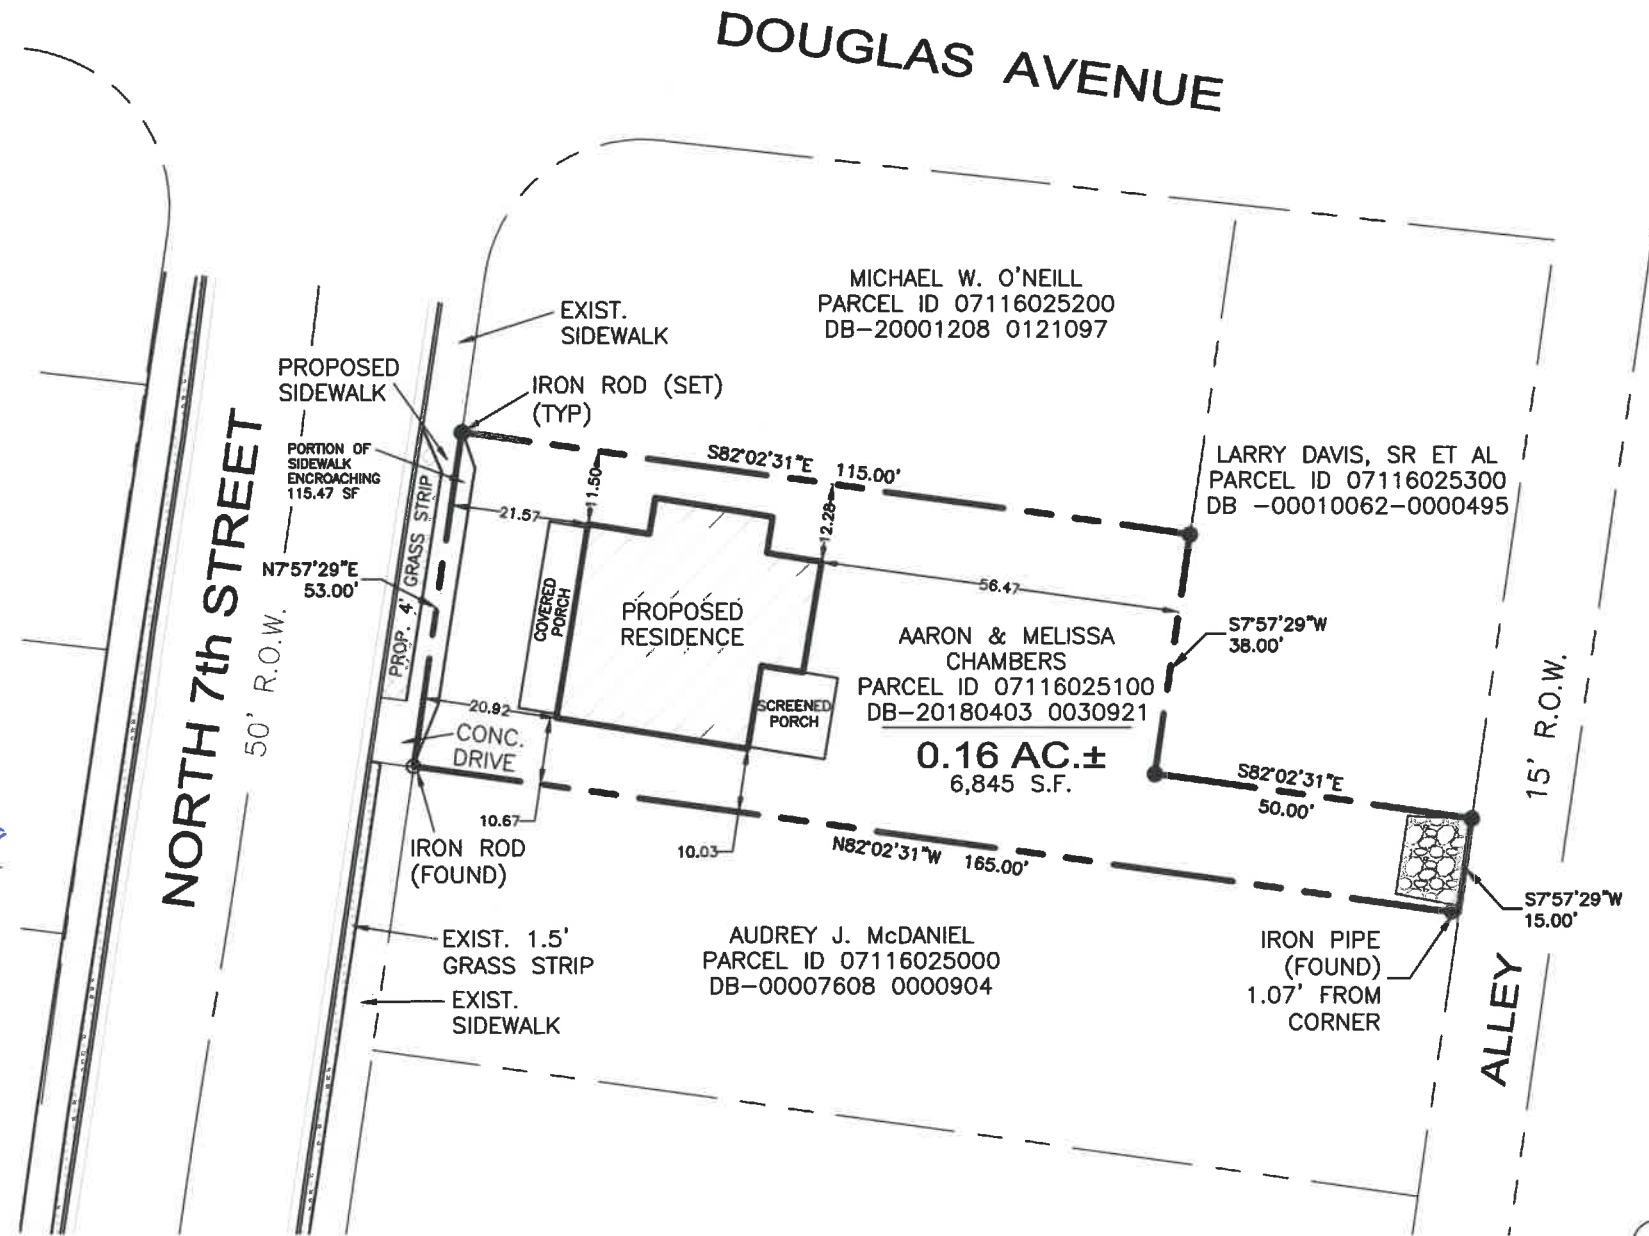 DOUGLAS AVENUE
MICHAEL W. O'NEILL
PARCEL ID 07116025200
DB-20001208 0121097
EXIST.
SIDEWALK
PROPOSED
SIDEWALK
IRON ROD (SET)
(TYP)
PORTION OF
SIDEWALK
ENCROACHING
115.47 SF
S82°02'31"E 115.00'
LARRY DAVIS, SR ET AL
PARCEL ID 07116025300
DB -00010062-0000495
11.50
12.28
21.57
56.47
N7°57'29"E
53.00'
PROP. 4' GRASS STRIP
NORTH 7th STREET
50' R.O.W.
COVERED
PORCH
PROPOSED
RESIDENCE
AARON & MELISSA
CHAMBERS
PARCEL ID 07116025100
DB-20180403 0030921
0.16 AC.±
6,845 S.F.
S7°57'29"W
38.00'
SCREENED
PORCH
20.92
CONC.
DRIVE
S82°02'31"E
50.00'
15' R.O.W.
10.67
10.03
N82°02'31"W 165.00'
IRON ROD
(FOUND)
S7°57'29"W
15.00'
EXIST. 1.5'
GRASS STRIP
EXIST.
SIDEWALK
AUDREY J. McDANIEL
PARCEL ID 07116025000
DB-00007608 0000904
IRON PIPE
(FOUND)
1.07' FROM
CORNER
ALLEY